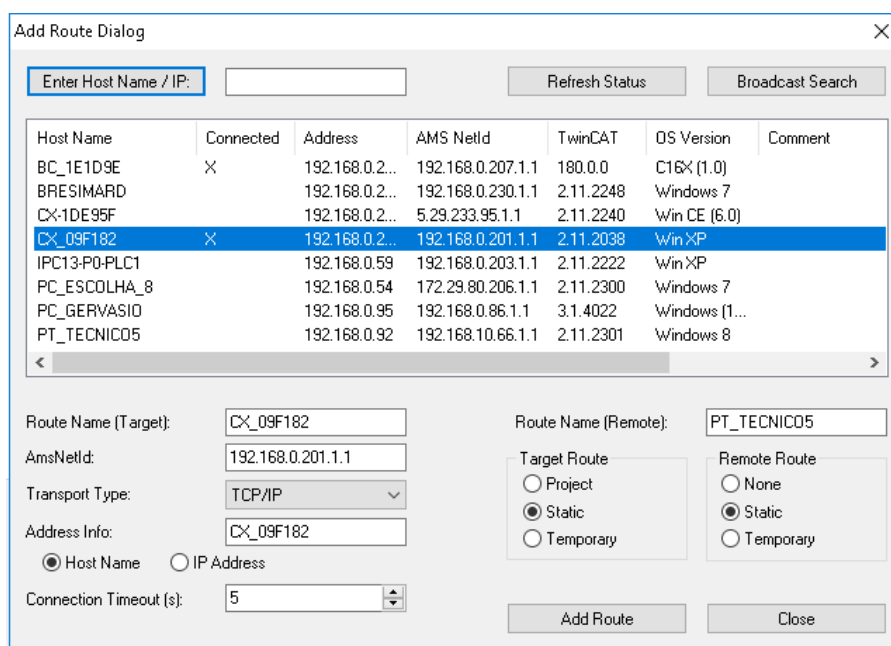 Add Route Dialog
Enter Host Name / IP: Refresh Status Broadcast Search
Host Name Connected Address AMS NetId TwinCAT OS Version Comment
BC_1E1D9E X 192.168.0.2... 192.168.0.207.1.1 180.0.0 C16X (1.0)
BRESIMARD 192.168.0.2... 192.168.0.230.1.1 2.11.2248 Windows 7
CX-1DE95F 192.168.0.2... 5.29.233.95.1.1 2.11.2240 Win CE (6.0)
CX_09F182 X 192.168.0.2... 192.168.0.201.1.1 2.11.2038 Win XP
IPC13-P0-PLC1 192.168.0.59 192.168.0.203.1.1 2.11.2222 Win XP
PC_ESCOLHA_8 192.168.0.54 172.29.80.206.1.1 2.11.2300 Windows 7
PC_GERVASIO 192.168.0.95 192.168.0.86.1.1 3.1.4022 Windows (1...
PT_TECNICO5 192.168.0.92 192.168.10.66.1.1 2.11.2301 Windows 8
Route Name (Target): CX_09F182 Route Name (Remote): PT_TECNICO5
AmsNetId: 192.168.0.201.1.1 Target Route Remote Route
Project None
Transport Type: TCP/IP
Static Static
Address Info: CX_09F182
Temporary Temporary
Host Name IP Address
Connection Timeout (s): 5
Add Route Close